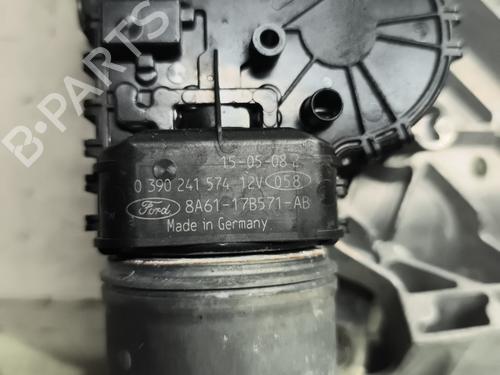 B-PARTS
15-05-08
0 390 241 574 12V 058
Ford 8A61-17B571-AB
Made in Germany